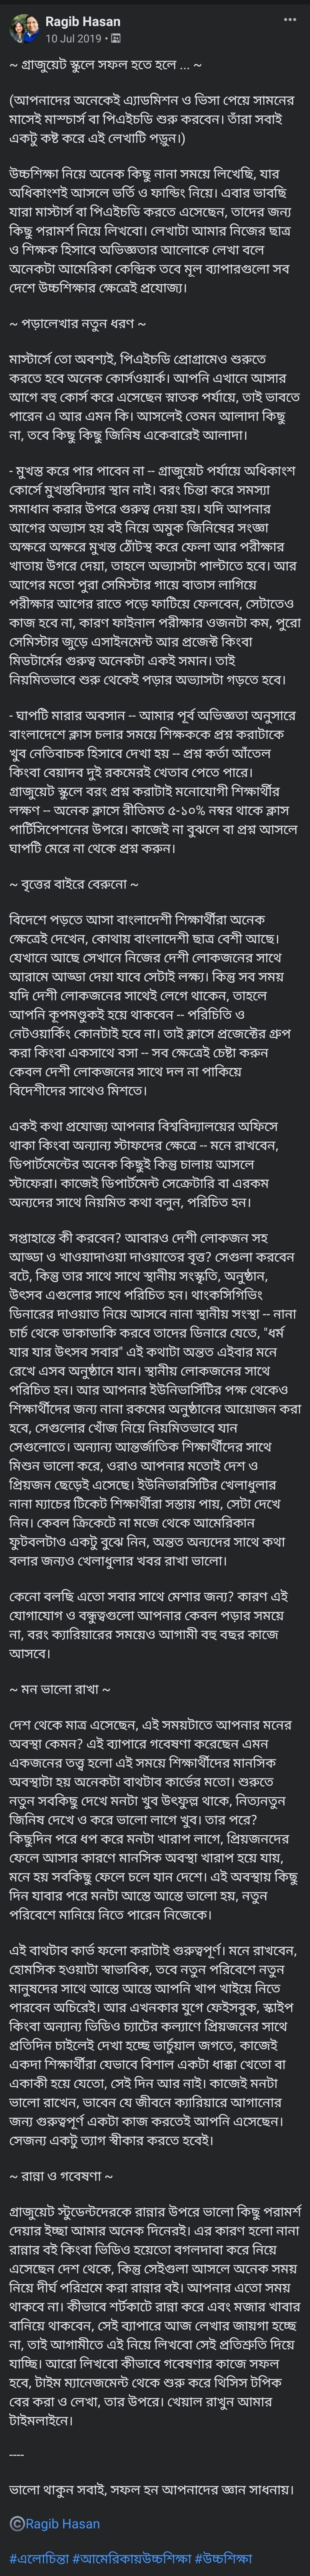 Ragib Hasan
10 Jul 2019 •
~ গ্রাজুয়েট স্কুলে সফল হতে হলে ... ~
(আপনাদের অনেকেই এ্যাডমিশন ও ভিসা পেয়ে সামনের
মাসেই মাস্টার্স বা পিএইচডি শুরু করবেন। তাঁরা সবাই
একটু কষ্ট করে এই লেখাটি পড়ুন।)
উচ্চশিক্ষা নিয়ে অনেক কিছু নানা সময়ে লিখেছি, যার
অধিকাংশই আসলে ভর্তি ও ফান্ডিং নিয়ে। এবার ভাবছি
যারা মাস্টার্স বা পিএইচডি করতে এসেছেন, তাদের জন্য
কিছু পরামর্শ নিয়ে লিখবো। লেখাটা আমার নিজের ছাত্র
ও শিক্ষক হিসাবে অভিজ্ঞতার আলোকে লেখা বলে
অনেকটা আমেরিকা কেন্দ্রিক তবে মূল ব্যাপারগুলো সব
দেশে উচ্চশিক্ষার ক্ষেত্রেই প্রযোজ্য।
~ পড়ালেখার নতুন ধরণ ~
মাস্টার্সে তো অবশ্যই, পিএইচডি প্রোগ্রামেও শুরুতে
করতে হবে অনেক কোর্সওয়ার্ক। আপনি এখানে আসার
আগে বহু কোর্স করে এসেছেন স্নাতক পর্যায়ে, তাই ভাবতে
পারেন এ আর এমন কি। আসলেই তেমন আলাদা কিছু
না, তবে কিছু কিছু জিনিষ একেবারেই আলাদা।
- মুখস্ত করে পার পাবেন না -- গ্রাজুয়েট পর্যায়ে অধিকাংশ
কোর্সে মুখস্তবিদ্যার স্থান নাই। বরং চিন্তা করে সমস্যা
সমাধান করার উপরে গুরুত্ব দেয়া হয়। যদি আপনার
আগের অভ্যাস হয় বই নিয়ে অমুক জিনিষের সংজ্ঞা
অক্ষরে অক্ষরে মুখস্ত ঠোঁটস্থ করে ফেলা আর পরীক্ষার
খাতায় উগরে দেয়া, তাহলে অভ্যাসটা পাল্টাতে হবে। আর
আগের মতো পুরা সেমিস্টার গায়ে বাতাস লাগিয়ে
পরীক্ষার আগের রাতে পড়ে ফাটিয়ে ফেলবেন, সেটাতেও
কাজ হবে না, কারণ ফাইনাল পরীক্ষার ওজনটা কম, পুরো
সেমিস্টার জুড়ে এসাইনমেন্ট আর প্রজেক্ট কিংবা
মিডটার্মের গুরুত্ব অনেকটা একই সমান। তাই
নিয়মিতভাবে শুরু থেকেই পড়ার অভ্যাসটা গড়তে হবে।
- ঘাপটি মারার অবসান -- আমার পূর্ব অভিজ্ঞতা অনুসারে
বাংলাদেশে ক্লাস চলার সময়ে শিক্ষককে প্রশ্ন করাটাকে
খুব নেতিবাচক হিসাবে দেখা হয় -- প্রশ্ন কর্তা আঁতেল
কিংবা বেয়াদব দুই রকমেরই খেতাব পেতে পারে।
গ্রাজুয়েট স্কুলে বরং প্রশ্ন করাটাই মনোযোগী শিক্ষার্থীর
লক্ষণ -- অনেক ক্লাসে রীতিমত ৫-১০% নম্বর থাকে ক্লাস
পার্টিসিপেশনের উপরে। কাজেই না বুঝলে বা প্রশ্ন আসলে
ঘাপটি মেরে না থেকে প্রশ্ন করুন।
~ বৃত্তের বাইরে বেরুনো ~
বিদেশে পড়তে আসা বাংলাদেশী শিক্ষার্থীরা অনেক
ক্ষেত্রেই দেখেন, কোথায় বাংলাদেশী ছাত্র বেশী আছে।
যেখানে আছে সেখানে নিজের দেশী লোকজনের সাথে
আরামে আড্ডা দেয়া যাবে সেটাই লক্ষ্য। কিন্তু সব সময়
যদি দেশী লোকজনের সাথেই লেগে থাকেন, তাহলে
আপনি কূপমণ্ডুকই হয়ে থাকবেন -- পরিচিতি ও
নেটওয়ার্কিং কোনটাই হবে না। তাই ক্লাসে প্রজেক্টের গ্রুপ
করা কিংবা একসাথে বসা -- সব ক্ষেত্রেই চেষ্টা করুন
কেবল দেশী লোকজনের সাথে দল না পাকিয়ে
বিদেশীদের সাথেও মিশতে।
একই কথা প্রযোজ্য আপনার বিশ্ববিদ্যালয়ের অফিসে
থাকা কিংবা অন্যান্য স্টাফদের ক্ষেত্রে -- মনে রাখবেন,
ডিপার্টমেন্টের অনেক কিছুই কিন্তু চালায় আসলে
স্টাফেরা। কাজেই ডিপার্টমেন্ট সেক্রেটারি বা এরকম
অন্যদের সাথে নিয়মিত কথা বলুন, পরিচিত হন।
সপ্তাহান্তে কী করবেন? আবারও দেশী লোকজন সহ
আড্ডা ও খাওয়াদাওয়া দাওয়াতের বৃত্ত? সেগুলা করবেন
বটে, কিন্তু তার সাথে সাথে স্থানীয় সংস্কৃতি, অনুষ্ঠান,
উৎসব এগুলোর সাথে পরিচিত হন। থ্যাংকসগিভিং
ডিনারের দাওয়াত নিয়ে আসবে নানা স্থানীয় সংস্থা -- নানা
চার্চ থেকে ডাকাডাকি করবে তাদের ডিনারে যেতে, "ধর্ম
যার যার উৎসব সবার" এই কথাটা অন্তত এইবার মনে
রেখে এসব অনুষ্ঠানে যান। স্থানীয় লোকজনের সাথে
পরিচিত হন। আর আপনার ইউনিভার্সিটির পক্ষ থেকেও
শিক্ষার্থীদের জন্য নানা রকমের অনুষ্ঠানের আয়োজন করা
হবে, সেগুলোর খোঁজ নিয়ে নিয়মিতভাবে যান
সেগুলোতে। অন্যান্য আন্তর্জাতিক শিক্ষার্থীদের সাথে
মিশুন ভালো করে, ওরাও আপনার মতোই দেশ ও
প্রিয়জন ছেড়েই এসেছে। ইউনিভারসিটির খেলাধুলার
নানা ম্যাচের টিকেট শিক্ষার্থীরা সস্তায় পায়, সেটা দেখে
নিন। কেবল ক্রিকেটে না মজে থেকে আমেরিকান
ফুটবলটাও একটু বুঝে নিন, অন্তত অন্যদের সাথে কথা
বলার জন্যও খেলাধুলার খবর রাখা ভালো।
কেনো বলছি এতো সবার সাথে মেশার জন্য? কারণ এই
যোগাযোগ ও বন্ধুত্বগুলো আপনার কেবল পড়ার সময়ে
না, বরং ক্যারিয়ারের সময়েও আগামী বহু বছর কাজে
আসবে।
~ মন ভালো রাখা ~
দেশ থেকে মাত্র এসেছেন, এই সময়টাতে আপনার মনের
অবস্থা কেমন? এই ব্যাপারে গবেষণা করেছেন এমন
একজনের তত্ত্ব হলো এই সময়ে শিক্ষার্থীদের মানসিক
অবস্থাটা হয় অনেকটা বাথটাব কার্ভের মতো। শুরুতে
নতুন সবকিছু দেখে মনটা খুব উৎফুল্ল থাকে, নিত্যনতুন
জিনিষ দেখে ও করে ভালো লাগে খুব। তার পরে?
কিছুদিন পরে ধপ করে মনটা খারাপ লাগে, প্রিয়জনদের
ফেলে আসার কারণে মানসিক অবস্থা খারাপ হয়ে যায়,
মনে হয় সবকিছু ফেলে চলে যান দেশে। এই অবস্থায় কিছু
দিন যাবার পরে মনটা আস্তে আস্তে ভালো হয়, নতুন
পরিবেশে মানিয়ে নিতে পারেন নিজেকে।
এই বাথটাব কার্ভ ফলো করাটাই গুরুত্বপূর্ণ। মনে রাখবেন,
হোমসিক হওয়াটা স্বাভাবিক, তবে নতুন পরিবেশে নতুন
মানুষদের সাথে আস্তে আস্তে আপনি খাপ খাইয়ে নিতে
পারবেন অচিরেই। আর এখনকার যুগে ফেইসবুক, স্কাইপ
কিংবা অন্যান্য ভিডিও চ্যাটের কল্যাণে প্রিয়জনের সাথে
প্রতিদিন চাইলেই দেখা হচ্ছে ভার্চুয়াল জগতে, কাজেই
একদা শিক্ষার্থীরা যেভাবে বিশাল একটা ধাক্কা খেতো বা
একাকী হয়ে যেতো, সেই দিন আর নাই। কাজেই মনটা
ভালো রাখেন, ভাবেন যে জীবনে ক্যারিয়ারে আগানোর
জন্য গুরুত্বপূর্ণ একটা কাজ করতেই আপনি এসেছেন।
সেজন্য একটু ত্যাগ স্বীকার করতে হবেই।
~ রান্না ও গবেষণা ~
গ্রাজুয়েট স্টুডেন্টদেরকে রান্নার উপরে ভালো কিছু পরামর্শ
দেয়ার ইচ্ছা আমার অনেক দিনেরই। এর কারণ হলো নানা
রান্নার বই কিংবা ভিডিও হয়েতো বগলদাবা করে নিয়ে
এসেছেন দেশ থেকে, কিন্তু সেইগুলা আসলে অনেক সময়
নিয়ে দীর্ঘ পরিশ্রমে করা রান্নার বই। আপনার এতো সময়
থাকবে না। কীভাবে শর্টকাটে রান্না করে এবং মজার খাবার
বানিয়ে থাকবেন, সেই ব্যাপারে আজ লেখার জায়গা হচ্ছে
না, তাই আগামীতে এই নিয়ে লিখবো সেই প্রতিশ্রুতি দিয়ে
যাচ্ছি। আরো লিখবো কীভাবে গবেষণার কাজে সফল
হবে, টাইম ম্যানেজমেন্ট থেকে শুরু করে থিসিস টপিক
বের করা ও লেখা, তার উপরে। খেয়াল রাখুন আমার
টাইমলাইনে।
----
ভালো থাকুন সবাই, সফল হন আপনাদের জ্ঞান সাধনায়।
©Ragib Hasan
#এলোচিন্তা #আমেরিকায়উচ্চশিক্ষা #উচ্চশিক্ষা